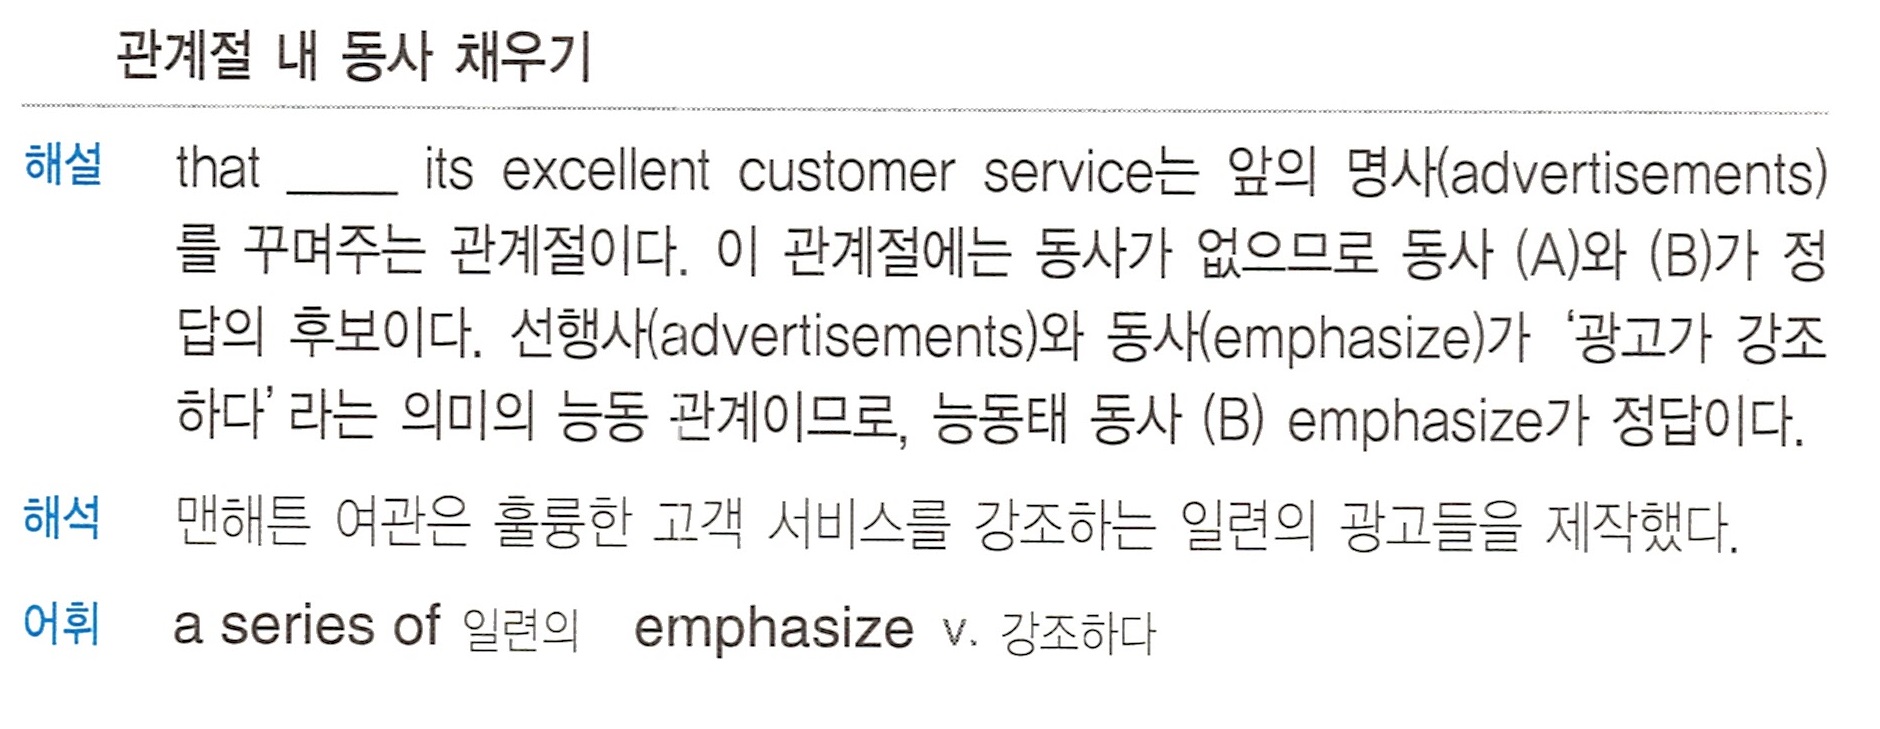 관계절 내 동사 채우기
해설 that ____ its excellent customer service는 앞의 명사(advertisements)
를 꾸며주는 관계절이다. 이 관계절에는 동사가 없으므로 동사 (A)와 (B)가 정
답의 후보이다. 선행사(advertisements)와 동사(emphasize)가 ‘광고가 강조
하다’라는 의미의 능동 관계이므로, 능동태 동사 (B) emphasize가 정답이다.
해석 맨해튼 여관은 훌륭한 고객 서비스를 강조하는 일련의 광고들을 제작했다.
어휘 a series of 일련의 emphasize v. 강조하다